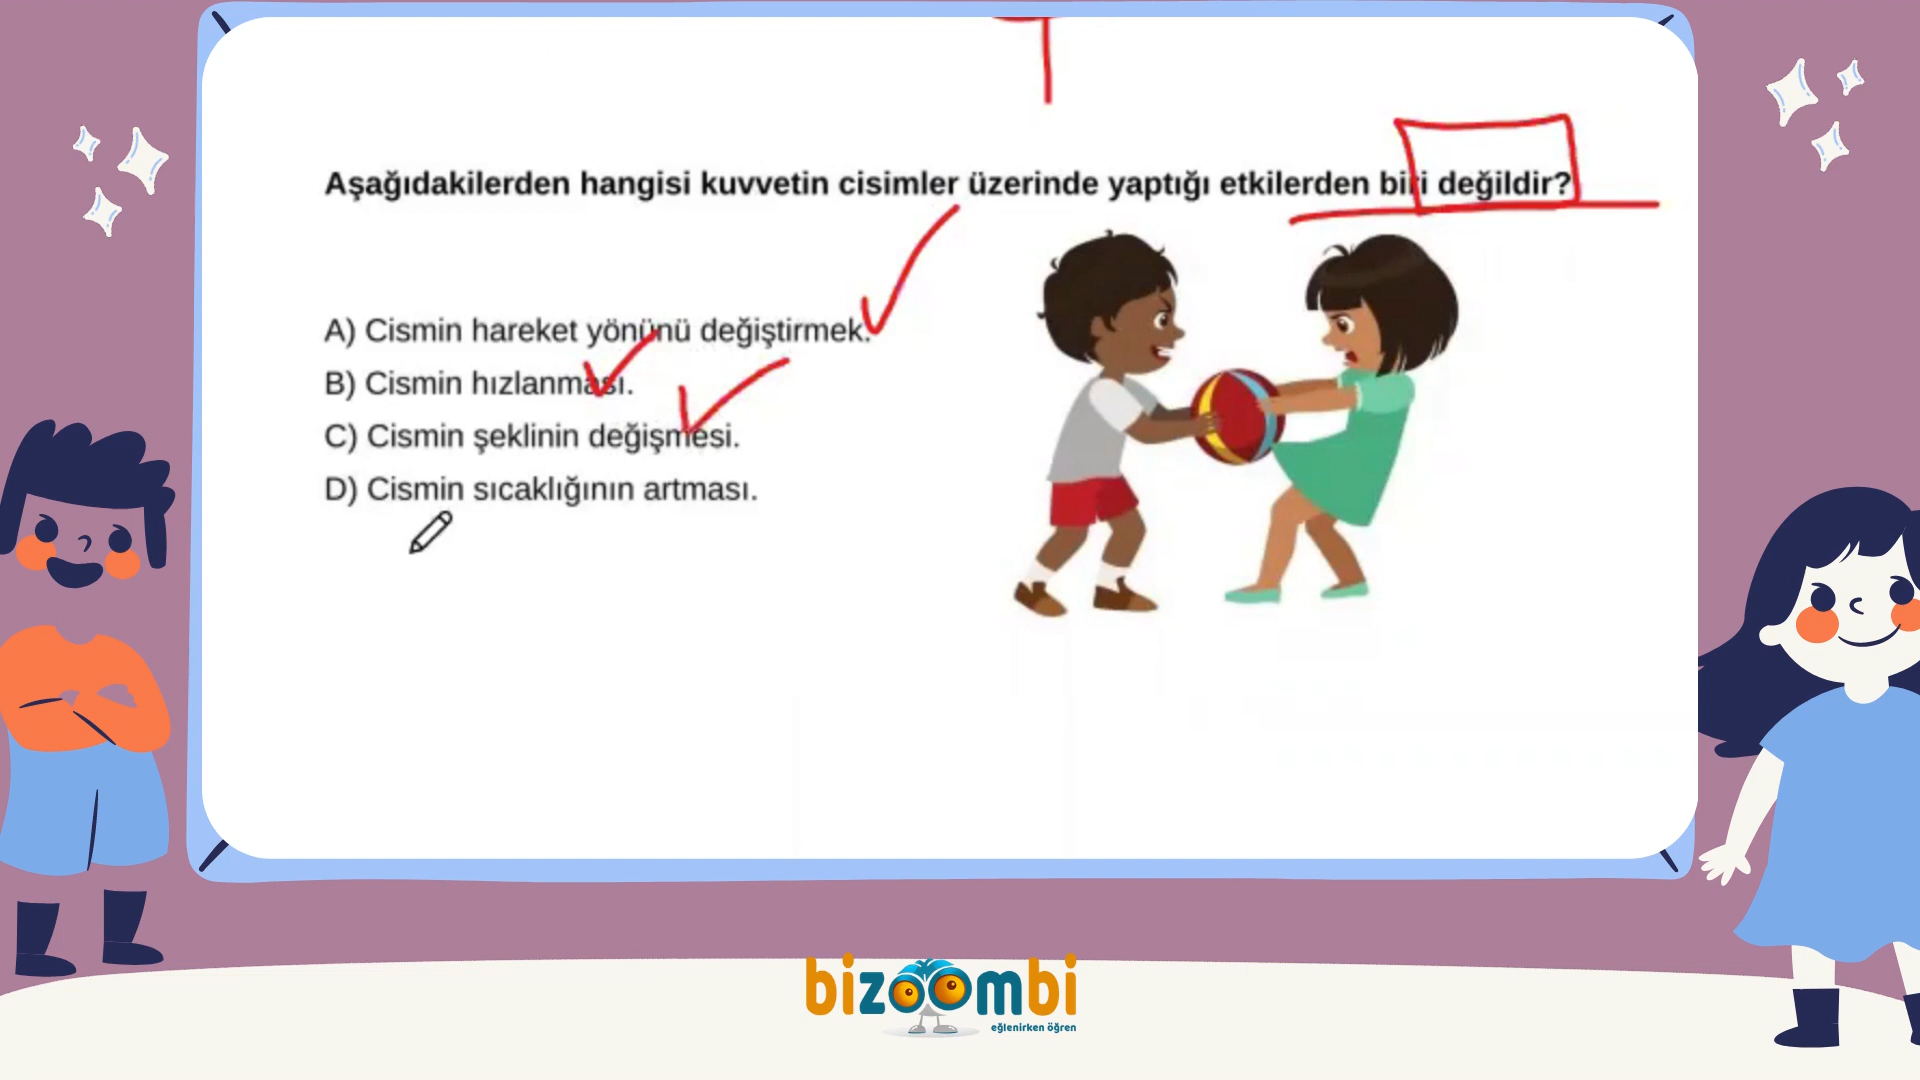 Aşağıdakilerden hangisi kuvvetin cisimler üzerinde yaptığı etkilerden biri değildir?
A) Cismin hareket yönünü değiştirmek.
B) Cismin hızlanması.
C) Cismin şeklinin değişmesi.
D) Cismin sıcaklığının artması.
bizoombi
eğlenirken öğren